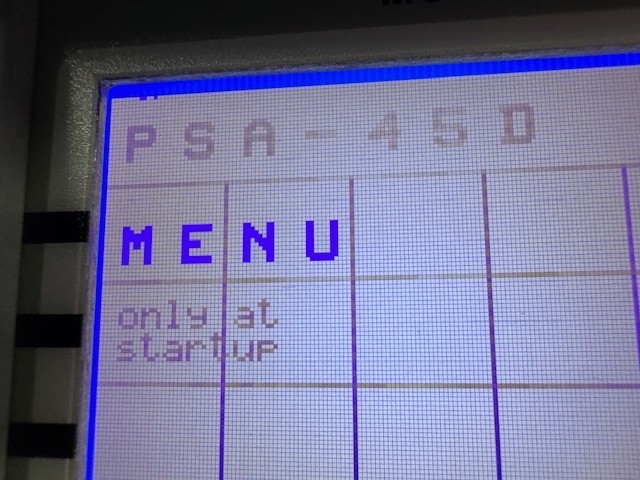 PSA-45D
MENU
only at
startup